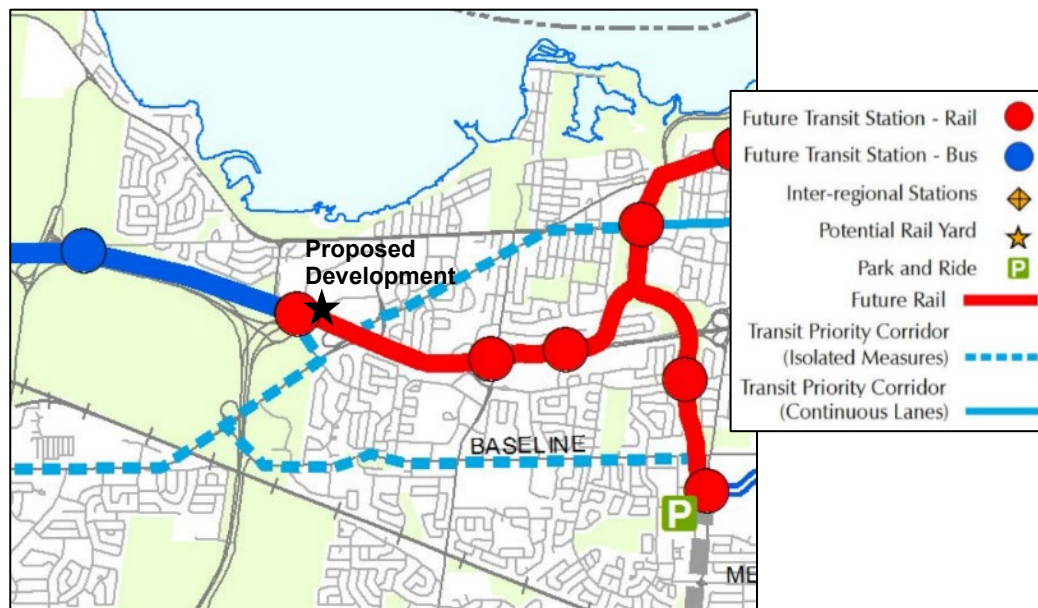 Proposed
Development
BASELINE
P
ME
Future Transit Station - Rail
Future Transit Station - Bus
Inter-regional Stations
Potential Rail Yard
Park and Ride
P
Future Rail
Transit Priority Corridor
(Isolated Measures)
Transit Priority Corridor
(Continuous Lanes)